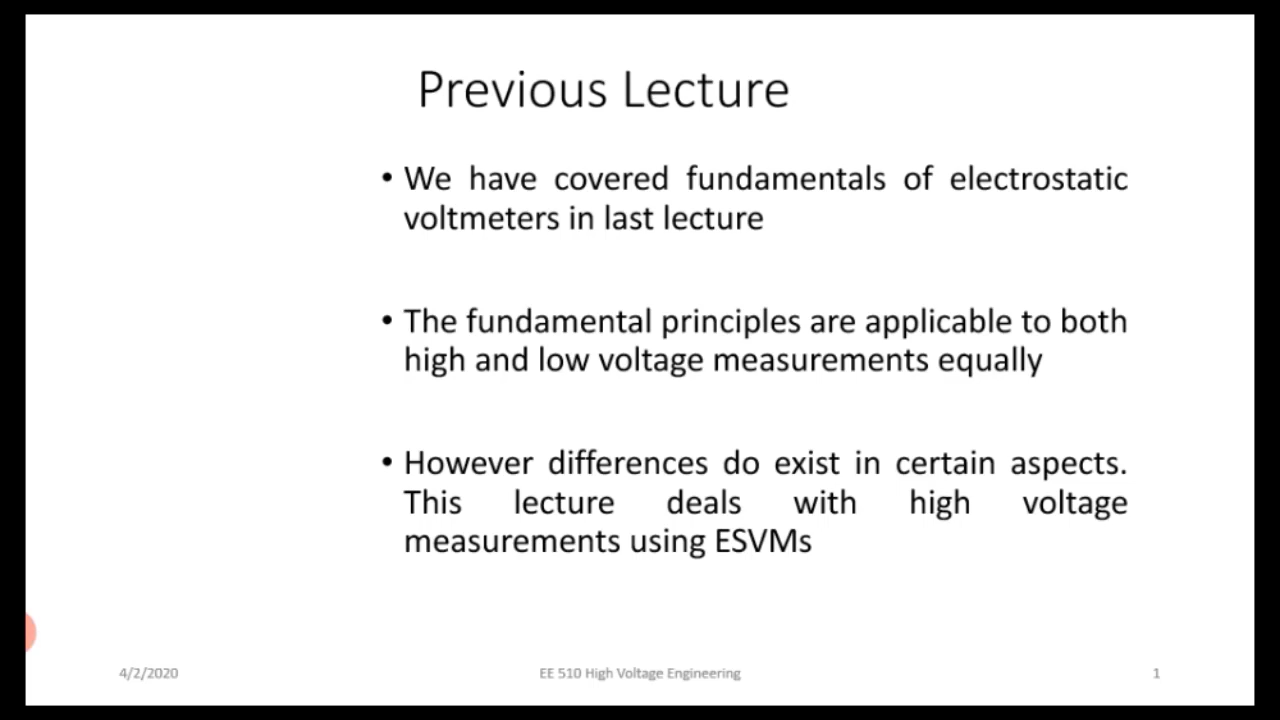 Previous Lecture
• We have covered fundamentals of electrostatic
voltmeters in last lecture
• The fundamental principles are applicable to both
high and low voltage measurements equally
• However differences do exist in certain aspects.
This lecture deals with high voltage
measurements using ESVMs
4/2/2020
EE 510 High Voltage Engineering
1